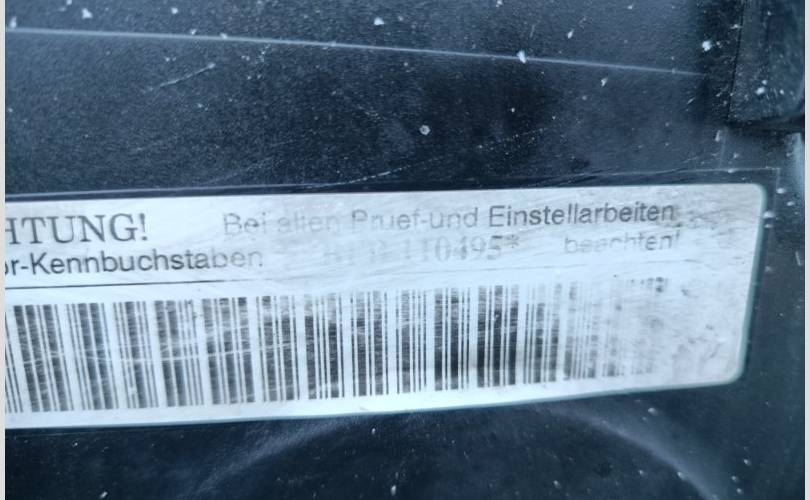 HTUNG! Bei allen Pruef-und Einstellarbeiten
or-Kennbuchstaben 110495* beachten!